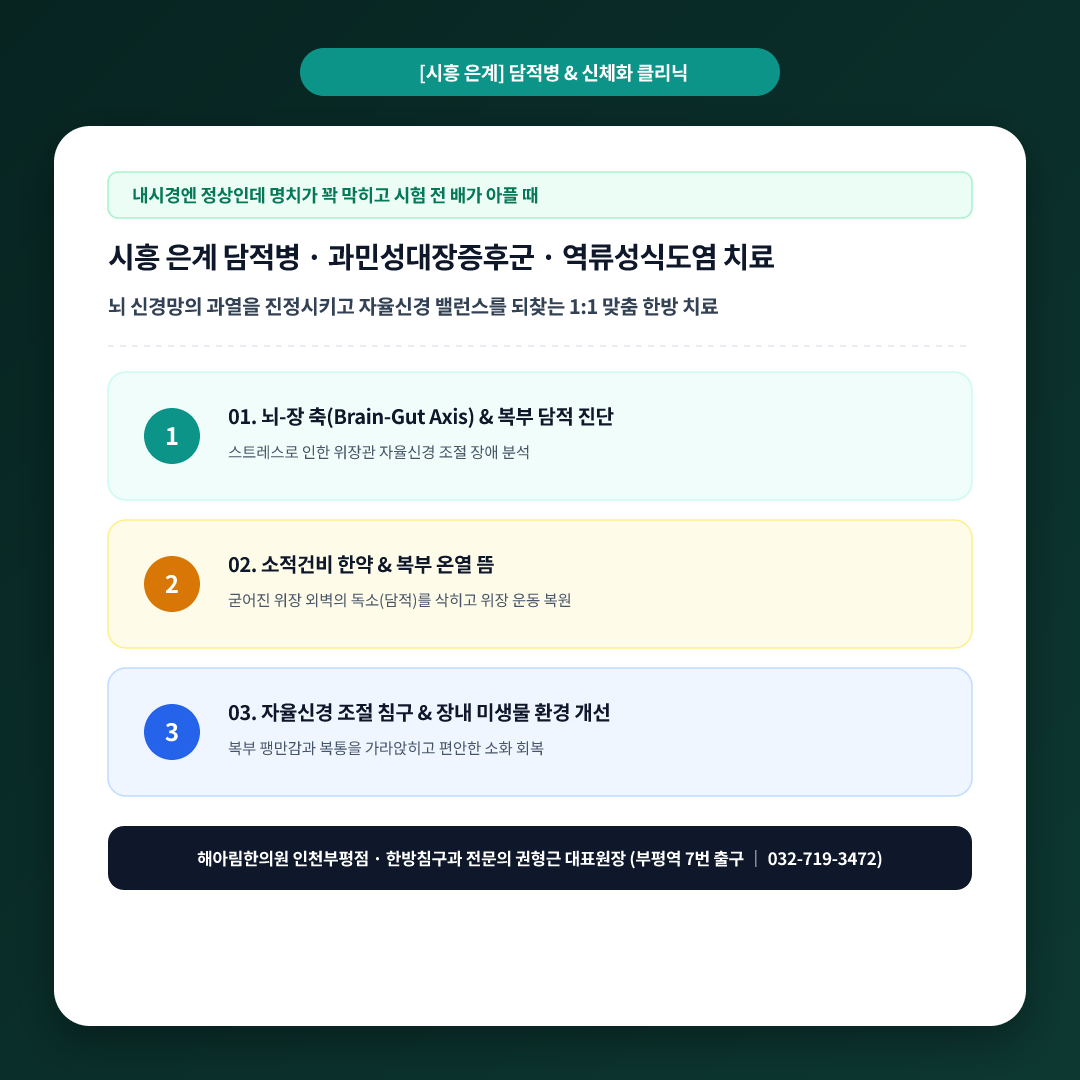 [시흥 은계] 담적병 & 신체화 클리닉
내시경엔 정상인데 명치가 꽉 막히고 시험 전 배가 아플 때
시흥 은계 담적병 · 과민성대장증후군 · 역류성식도염 치료
뇌 신경망의 과열을 진정시키고 자율신경 밸런스를 되찾는 1:1 맞춤 한방 치료
1
01. 뇌-장 축(Brain-Gut Axis) & 복부 담적 진단
스트레스로 인한 위장관 자율신경 조절 장애 분석
2
02. 소적건비 한약 & 복부 온열 뜸
굳어진 위장 외벽의 독소(담적)를 삭히고 위장 운동 복원
3
03. 자율신경 조절 침구 & 장내 미생물 환경 개선
복부 팽만감과 복통을 가라앉히고 편안한 소화 회복
해아림한의원 인천부평점 · 한방침구과 전문의 권형근 대표원장 (부평역 7번 출구 | 032-719-3472)